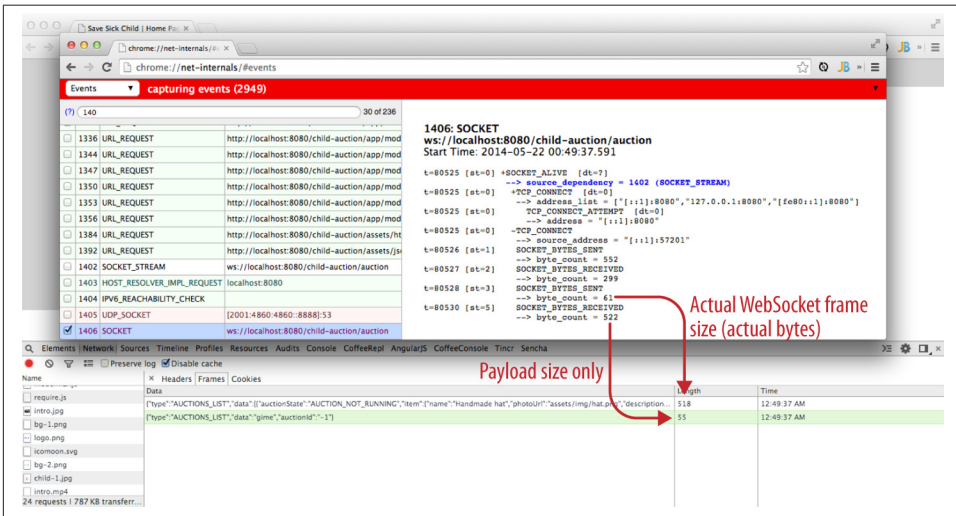 Save Sick Child | Home Pa
chrome://net-internals/#e
JB
chrome://net-internals/#events
JB
Events
capturing events (2949)
(?) 140
30 of 236
1336 URL_REQUEST http://localhost:8080/child-auction/app/mod
1344 URL_REQUEST http://localhost:8080/child-auction/app/mod
1347 URL_REQUEST http://localhost:8080/child-auction/app/mod
1350 URL_REQUEST http://localhost:8080/child-auction/app/mod
1353 URL_REQUEST http://localhost:8080/child-auction/app/mod
1356 URL_REQUEST http://localhost:8080/child-auction/app/mod
1384 URL_REQUEST http://localhost:8080/child-auction/assets/ht
1392 URL_REQUEST http://localhost:8080/child-auction/assets/js
1402 SOCKET_STREAM ws://localhost:8080/child-auction/auction
1403 HOST_RESOLVER_IMPL_REQUEST localhost:8080
1404 IPV6_REACHABILITY_CHECK
1405 UDP_SOCKET [2001:4860:4860::8888]:53
1406 SOCKET ws://localhost:8080/child-auction/auction
1406: SOCKET
ws://localhost:8080/child-auction/auction
Start Time: 2014-05-22 00:49:37.591
t=80525 [st=0] +SOCKET_ALIVE [dt=?]
--> source_dependency = 1402 (SOCKET_STREAM)
t=80525 [st=0] +TCP_CONNECT [dt=0]
--> address_list = ["[::1]:8080","127.0.0.1:8080","[fe80::1]:8080"]
t=80525 [st=0] TCP_CONNECT_ATTEMPT [dt=0]
--> address = "[::1]:8080"
t=80525 [st=0] -TCP_CONNECT
--> source_address = "[::1]:57201"
t=80526 [st=1] SOCKET_BYTES_SENT
--> byte_count = 552
t=80527 [st=2] SOCKET_BYTES_RECEIVED
--> byte_count = 299
t=80528 [st=3] SOCKET_BYTES_SENT
--> byte_count = 61
t=80530 [st=5] SOCKET_BYTES_RECEIVED
--> byte_count = 522
Actual WebSocket frame
size (actual bytes)
Payload size only
Elements Network Sources Timeline Profiles Resources Audits Console CoffeeRepl AngularJS CoffeeConsole Tincr Sencha
Preserve log Disable cache
Name
Headers Frames Cookies
Data Length Time
require.js
intro.jpg
bg-1.png
logo.png
icomoon.svg
bg-2.png
child-1.jpg
intro.mp4
24 requests | 787 KB transferr...
{"type":"AUCTIONS_LIST","data":[{"auctionState":"AUCTION_NOT_RUNNING","item":{"name":"Handmade hat","photoUrl":"assets/img/hat.png","description... 518 12:49:37 AM
{"type":"AUCTIONS_LIST","data":"gime","auctionId":"-1"} 55 12:49:37 AM